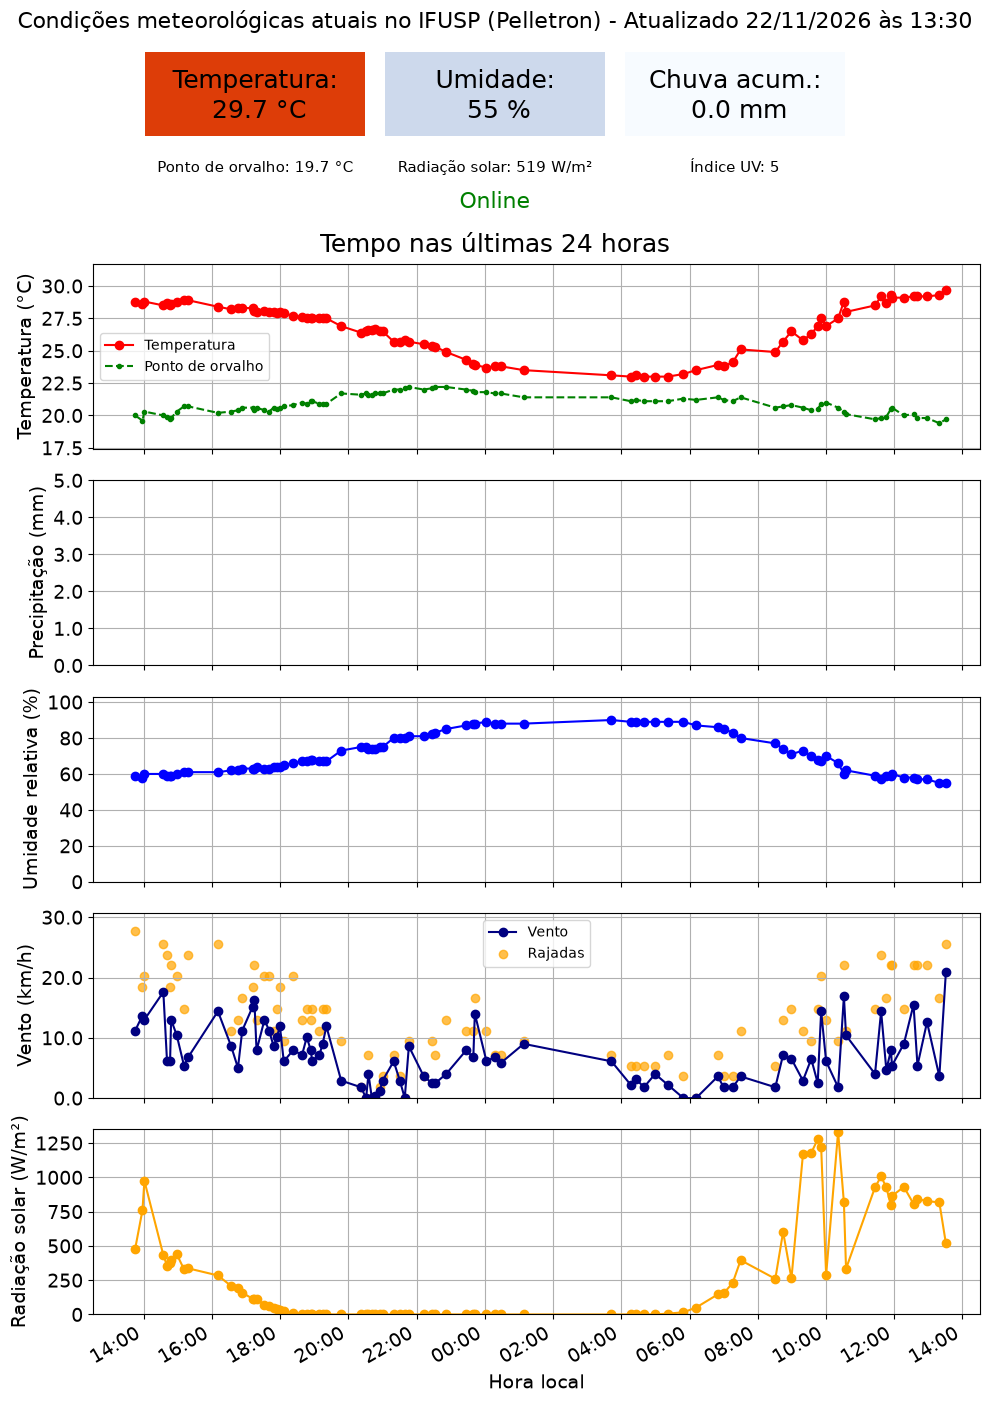 Condições meteorológicas atuais no IFUSP (Pelletron) - Atualizado 22/11/2026 às 13:30
Temperatura:
29.7 °C
Umidade:
55 %
Chuva acum.:
0.0 mm
Ponto de orvalho: 19.7 °C
Radiação solar: 519 W/m²
Índice UV: 5
Online
Tempo nas últimas 24 horas
Temperatura (°C)
30.0
27.5
25.0
22.5
20.0
17.5
Temperatura
Ponto de orvalho
Precipitação (mm)
5.0
4.0
3.0
2.0
1.0
0.0
Umidade relativa (%)
100
80
60
40
20
0
Vento (km/h)
30.0
20.0
10.0
0.0
Vento
Rajadas
Radiação solar (W/m²)
1250
1000
750
500
250
0
14:00
16:00
18:00
20:00
22:00
00:00
02:00
04:00
06:00
08:00
10:00
12:00
14:00
Hora local